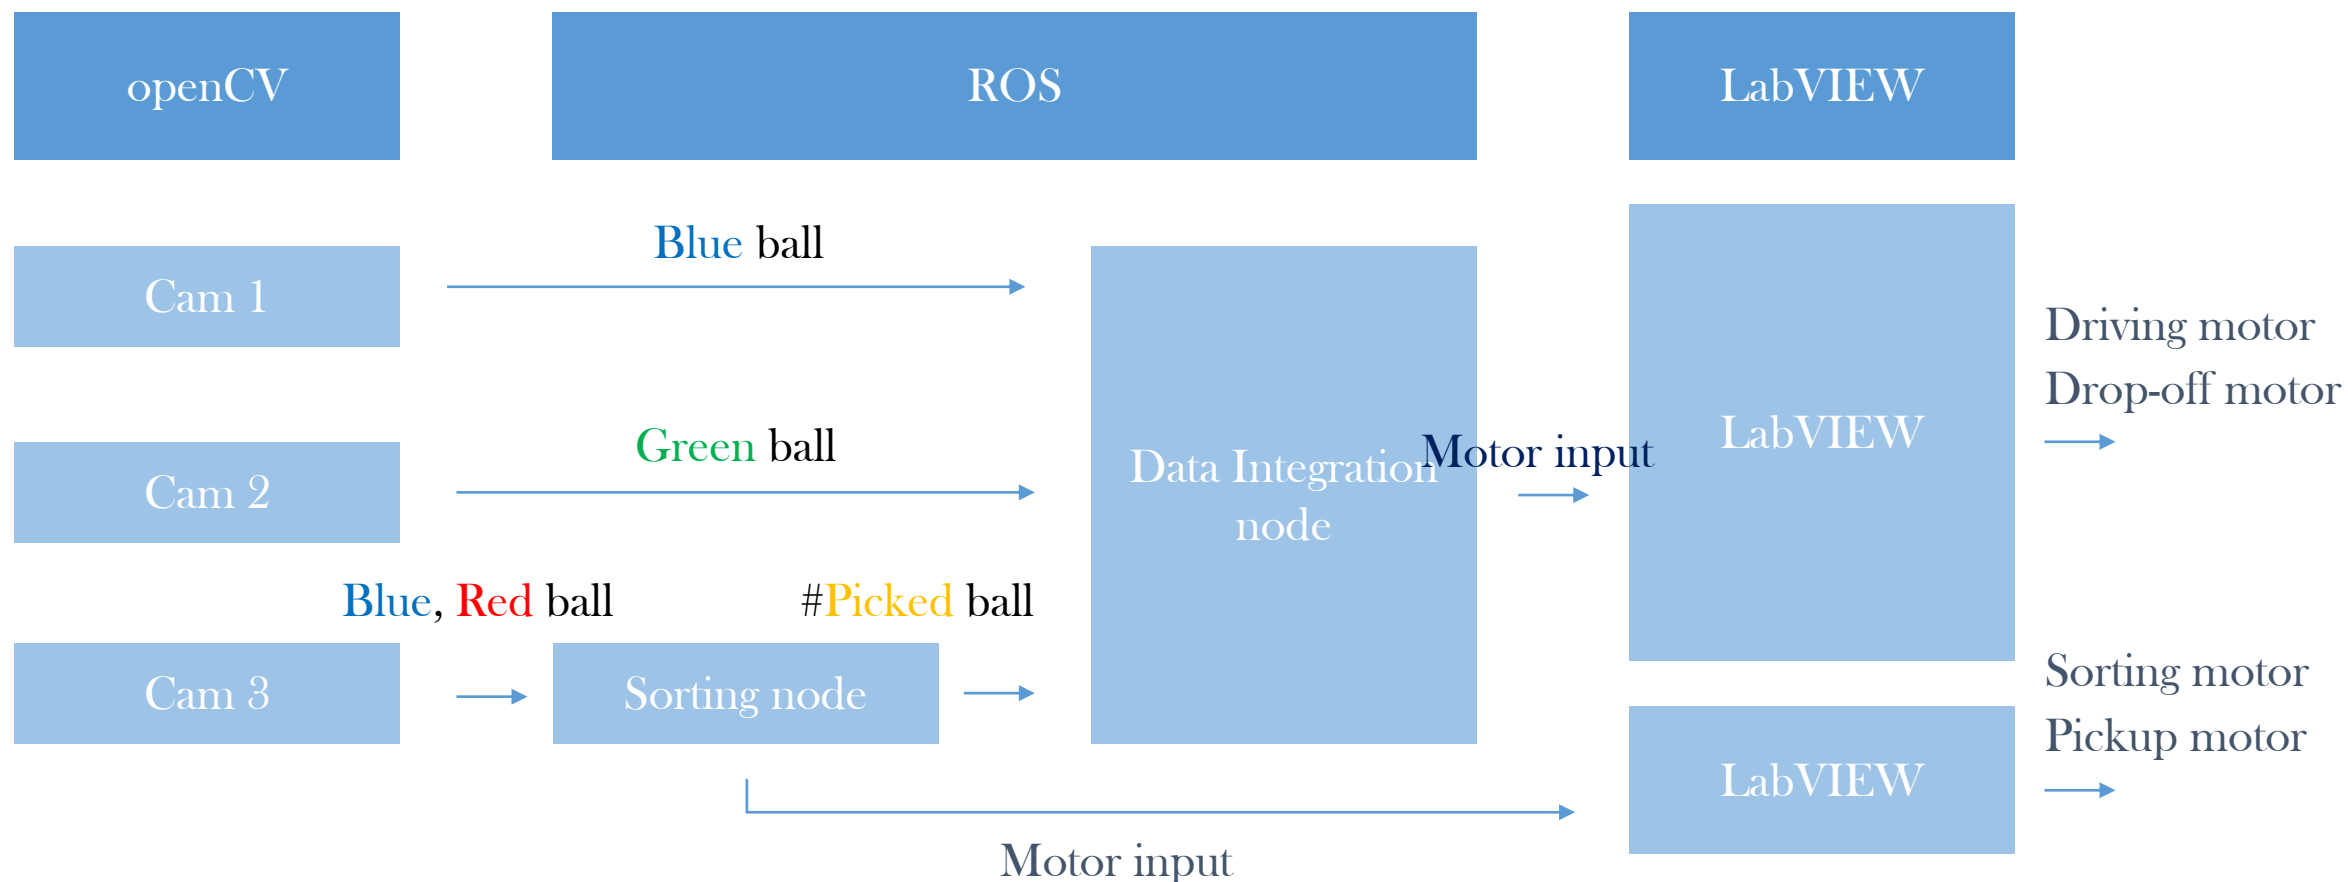 openCV
ROS
LabVIEW
Blue ball
Cam 1
Green ball
Cam 2
Blue, Red ball
#Picked ball
Cam 3
Sorting node
Data Integration
node
Motor input
Motor input
LabVIEW
Driving motor
Drop-off motor
LabVIEW
Sorting motor
Pickup motor